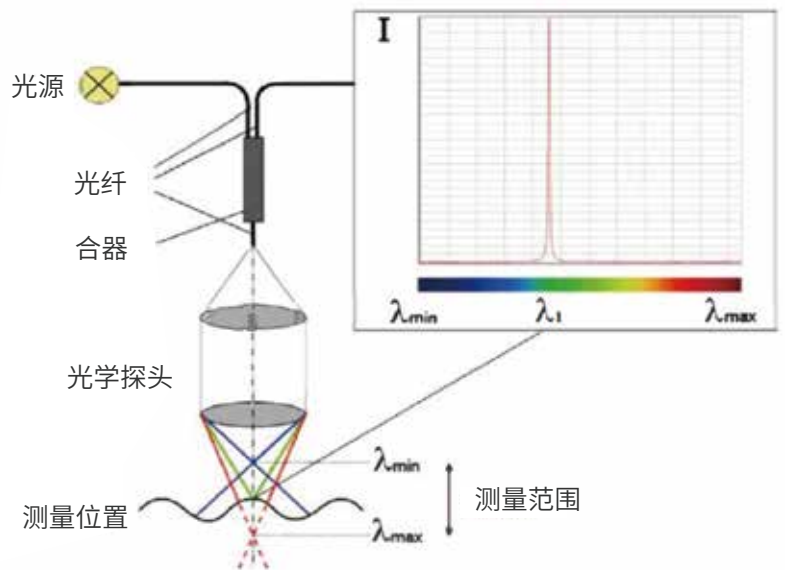 I
光源
光纤
合器
λmin
λ1
λmax
光学探头
λmin
测量范围
测量位置
λmax